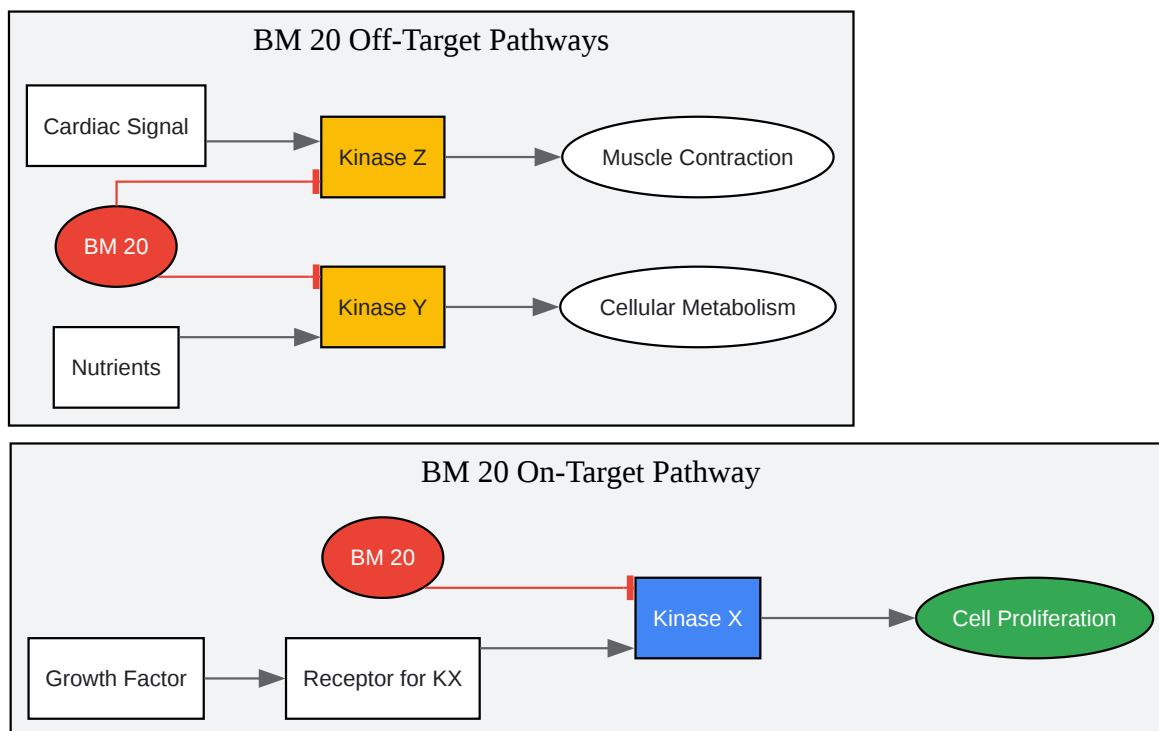 BM 20 Off-Target Pathways
Cardiac Signal
Kinase Z
Muscle Contraction
BM 20
Kinase Y
Cellular Metabolism
Nutrients
BM 20 On-Target Pathway
BM 20
Kinase X
Cell Proliferation
Growth Factor
Receptor for KX